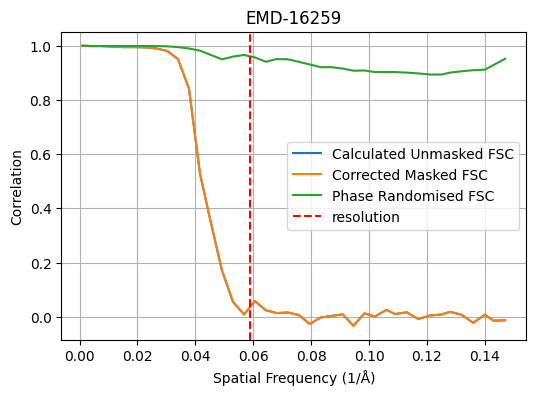 EMD-16259
1.0
0.8
0.6
0.4
0.2
0.0
Correlation
Calculated Unmasked FSC
Corrected Masked FSC
Phase Randomised FSC
resolution
0.00
0.02
0.04
0.06
0.08
0.10
0.12
0.14
Spatial Frequency (1/Å)